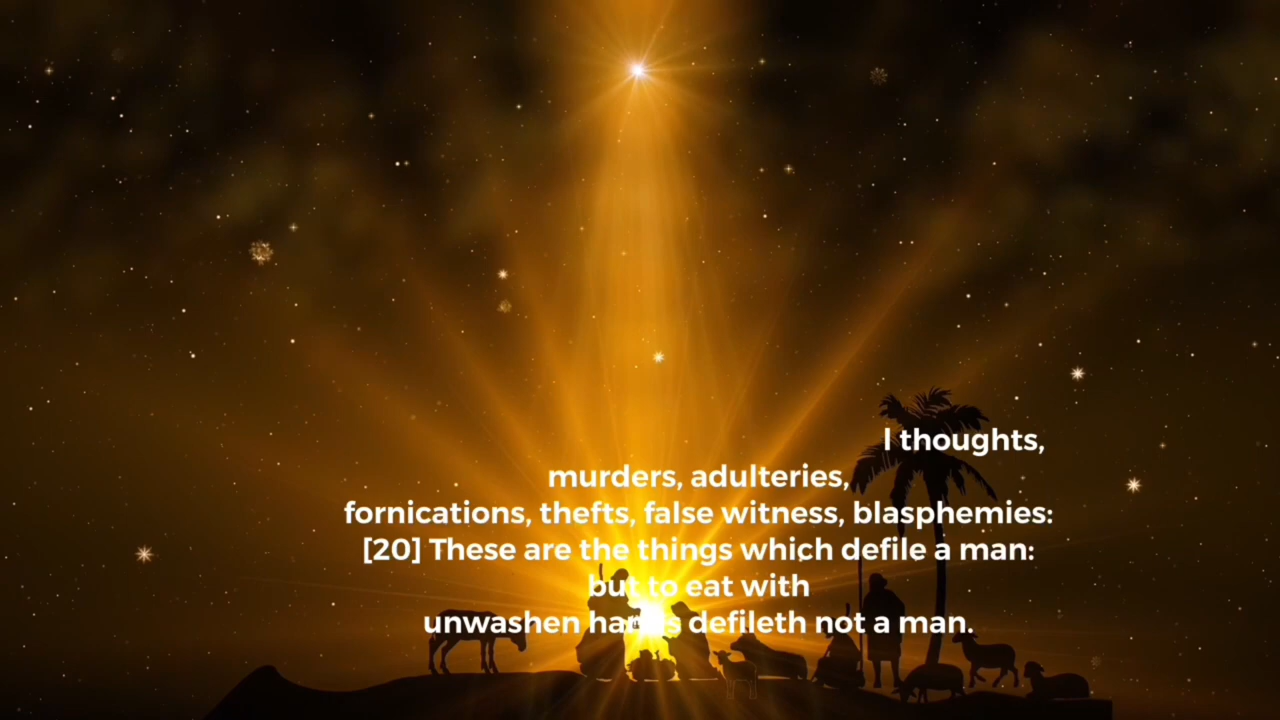 l thoughts,
murders, adulteries,
fornications, thefts, false witness, blasphemies:
[20] These are the things which defile a man:
but to eat with
unwashen hands defileth not a man.